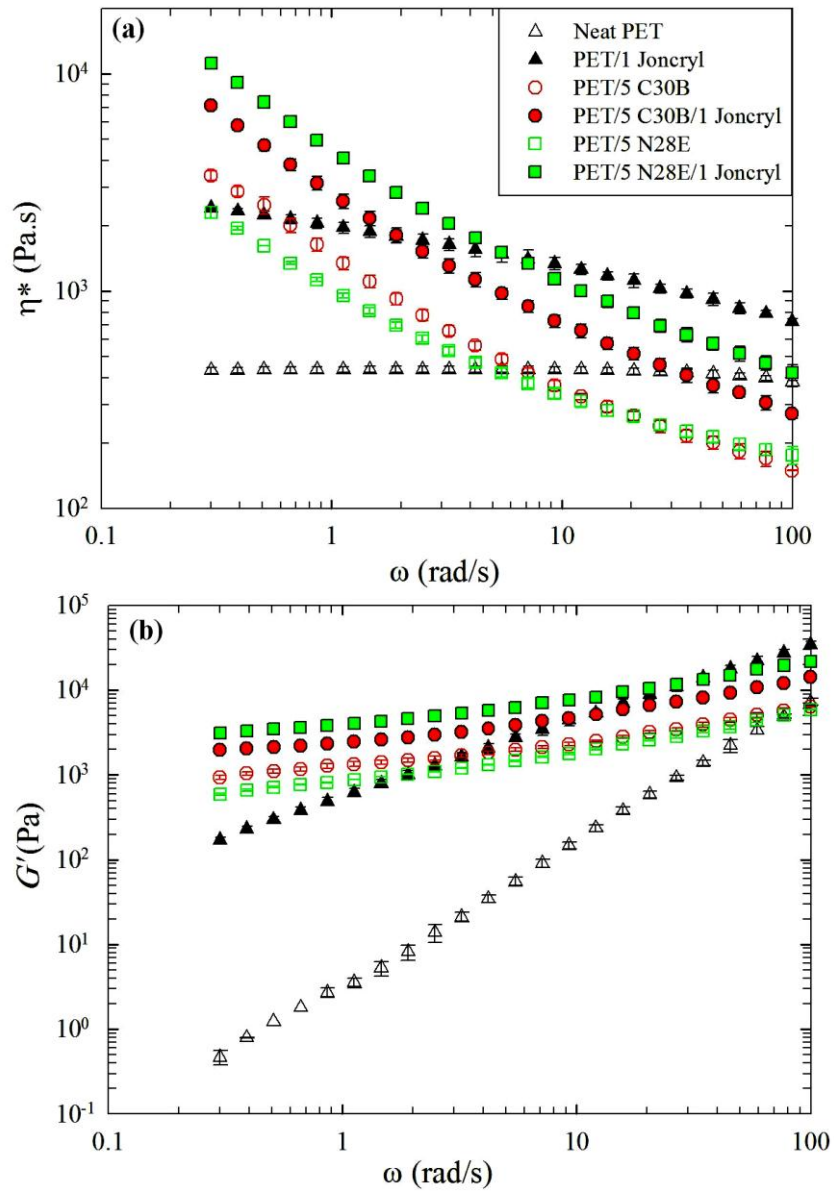 (a)
Neat PET
PET/1 Joncryl
PET/5 C30B
PET/5 C30B/1 Joncryl
PET/5 N28E
PET/5 N28E/1 Joncryl
10⁴
10³
10²
η* (Pa.s)
0.1 1 10 100
ω (rad/s)
(b)
10⁵
10⁴
10³
10²
10¹
10⁰
10⁻¹
G'(Pa)
0.1 1 10 100
ω (rad/s)